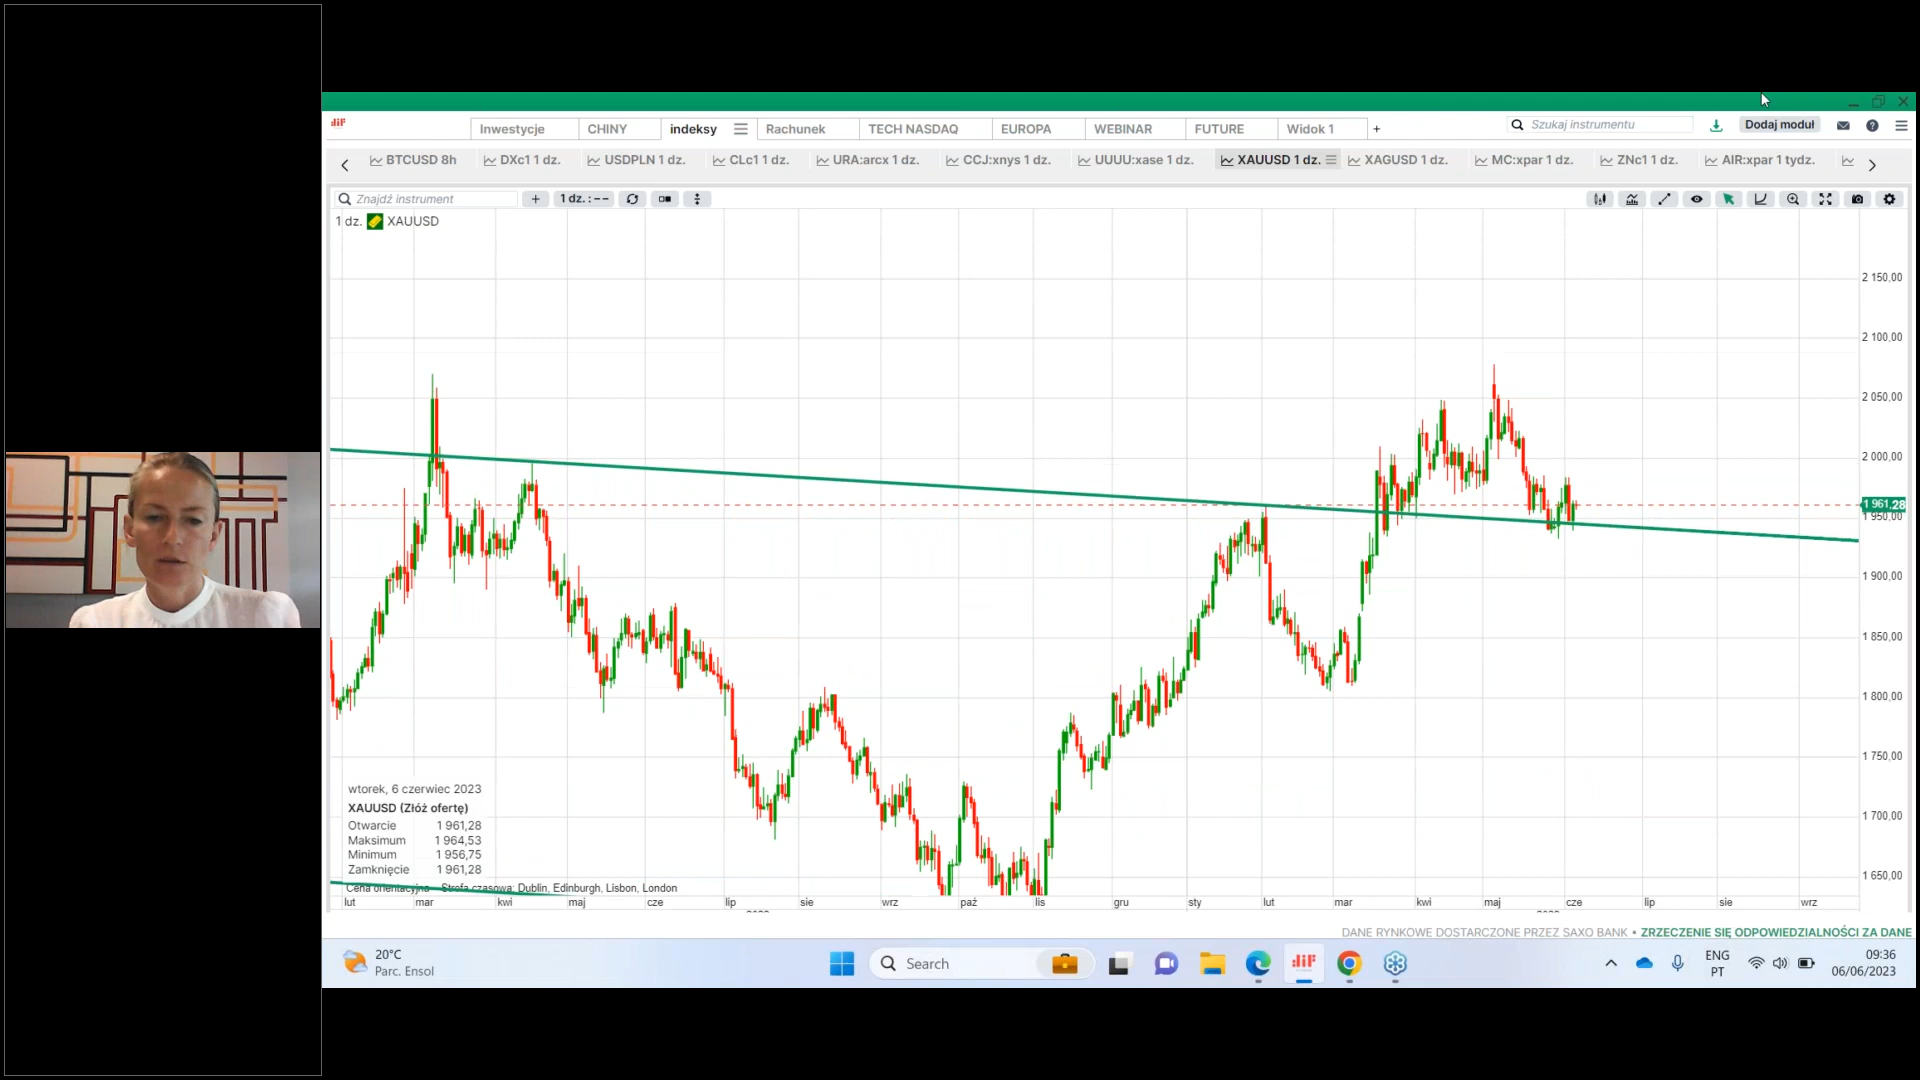 dif
Inwestycje
CHINY
indeksy
Rachunek
TECH NASDAQ
EUROPA
WEBINAR
FUTURE
Widok 1
+
Szukaj instrumentu
Dodaj moduł
BTCUSD 8h
DXc1 1 dz.
USDPLN 1 dz.
CLc1 1 dz.
URA:arcx 1 dz.
CCJ:xnys 1 dz.
UUUU:xase 1 dz.
XAUUSD 1 dz.
XAGUSD 1 dz.
MC:xpar 1 dz.
ZNc1 1 dz.
AIR:xpar 1 tydz.
Znajdź instrument
1 dz. : --
1 dz. XAUUSD
2 150,00
2 100,00
2 050,00
2 000,00
1 961,28
1 950,00
1 900,00
1 850,00
1 800,00
1 750,00
1 700,00
1 650,00
wtorek, 6 czerwiec 2023
XAUUSD (Złóż ofertę)
Otwarcie 1 961,28
Maksimum 1 964,53
Minimum 1 956,75
Zamknięcie 1 961,28
Cena orientacyjna Strefa czasowa: Dublin, Edinburgh, Lisbon, London
lut mar kwi maj cze lip sie wrz paź lis gru sty lut mar kwi maj cze lip sie wrz
DANE RYNKOWE DOSTARCZONE PRZEZ SAXO BANK • ZRZECZENIE SIĘ ODPOWIEDZIALNOŚCI ZA DANE
20°C
Parc. Ensol
Search
dif
ENG
PT
09:36
06/06/2023